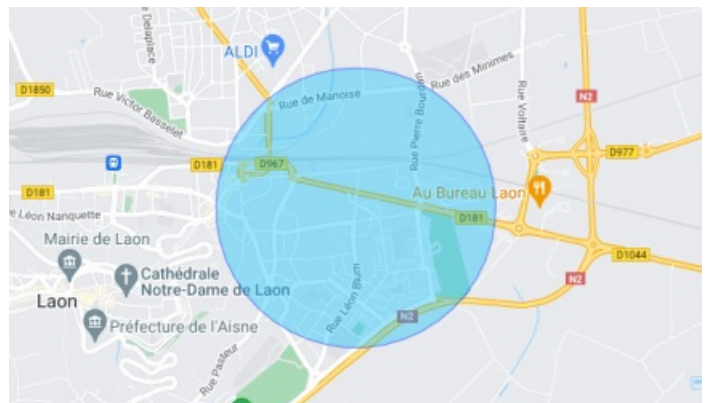 Delaplace
ALDI
D1850
Rue Victor Basselet
Rue de Manoise
Rue Pierre Bourdan
Rue des Minimes
Rue Voltaire
N2
D977
D181
D967
D181
Au Bureau Laon
D181
Léon Nanquette
Mairie de Laon
D1044
Cathédrale
Notre-Dame de Laon
Laon
Rue Léon Blum
N2
N2
Préfecture de l'Aisne
Rue Pasteur